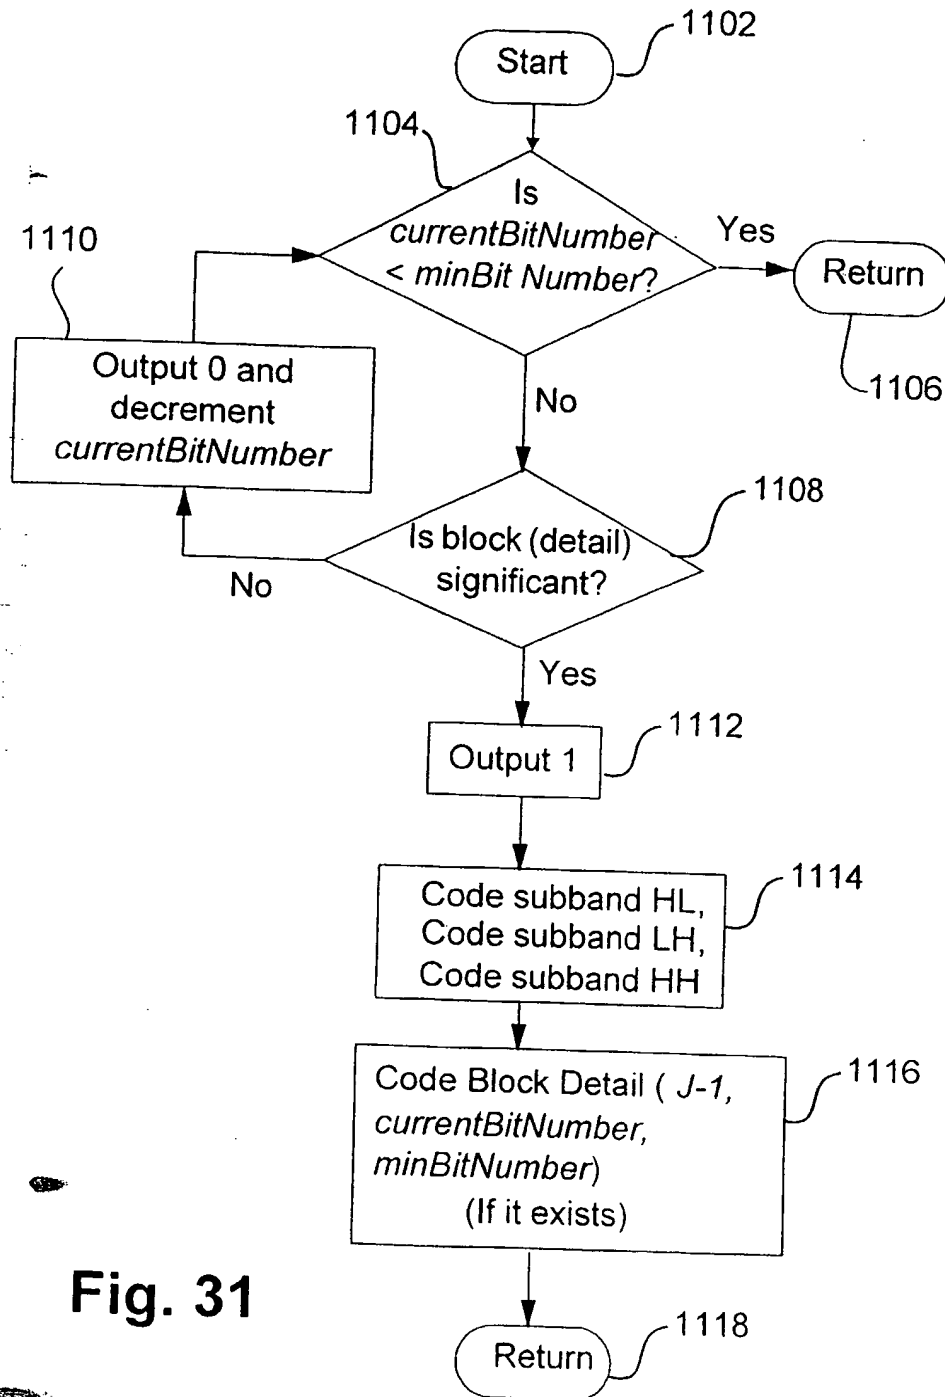 Start
1102
1104
Is
currentBitNumber
< minBit Number?
Yes
Return
1106
1110
Output 0 and
decrement
currentBitNumber
No
1108
Is block (detail)
significant?
No
Yes
1112
Output 1
1114
Code subband HL,
Code subband LH,
Code subband HH
1116
Code Block Detail ( J-1,
currentBitNumber,
minBitNumber)
(If it exists)
Fig. 31
1118
Return